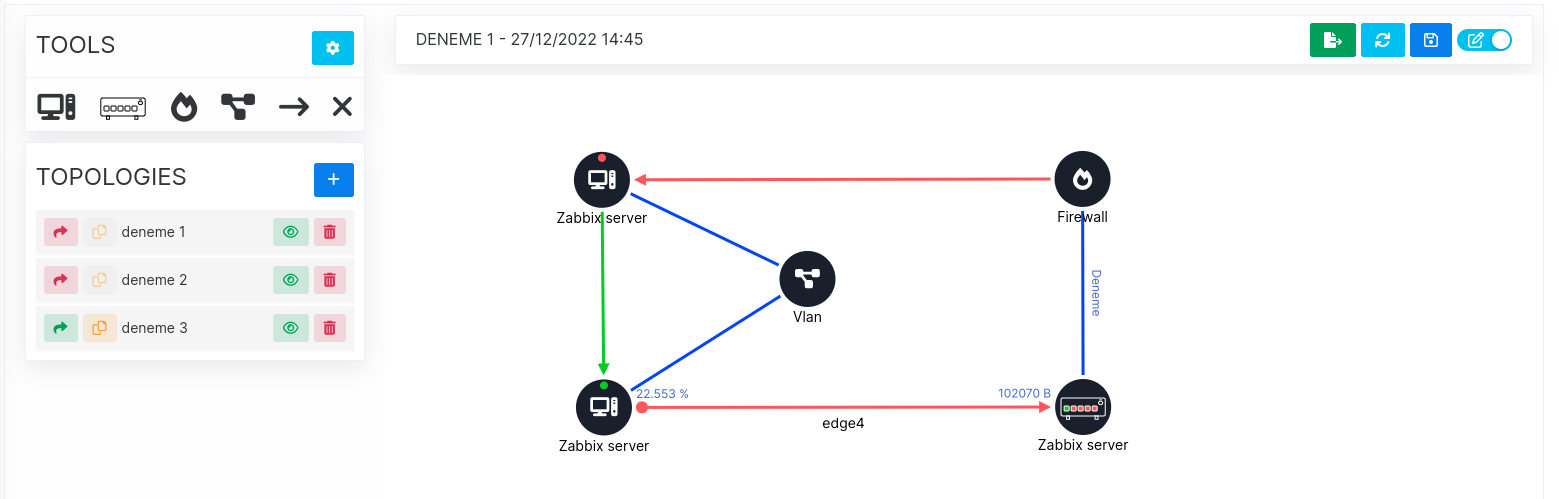 TOOLS
DENEME 1 - 27/12/2022 14:45
TOPOLOGIES
deneme 1
deneme 2
deneme 3
Zabbix server
Firewall
Deneme
Vlan
22.553 %
102070 B
edge4
Zabbix server
Zabbix server